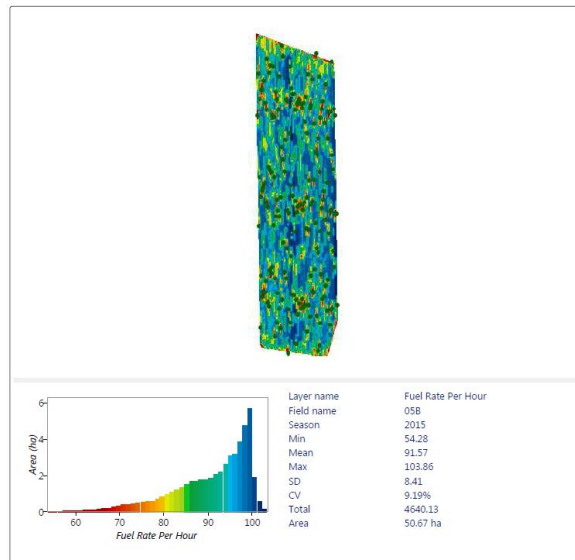 6
4
2
0
Area (ha)
60 70 80 90 100
Fuel Rate Per Hour
Layer name Fuel Rate Per Hour
Field name 05B
Season 2015
Min 54.28
Mean 91.57
Max 103.86
SD 8.41
CV 9.19%
Total 4640.13
Area 50.67 ha